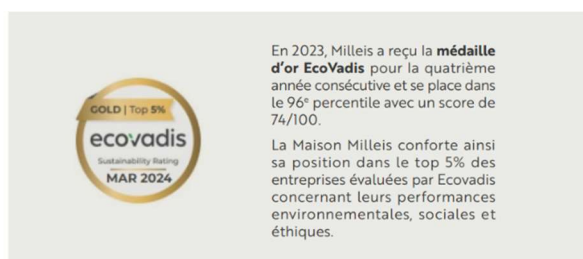 GOLD | Top 5%
ecovadis
Sustainability Rating
MAR 2024
En 2023, Milleis a reçu la médaille
d'or EcoVadis pour la quatrième
année consécutive et se place dans
le 96e percentile avec un score de
74/100.
La Maison Milleis conforte ainsi
sa position dans le top 5% des
entreprises évaluées par Ecovadis
concernant leurs performances
environnementales, sociales et
éthiques.